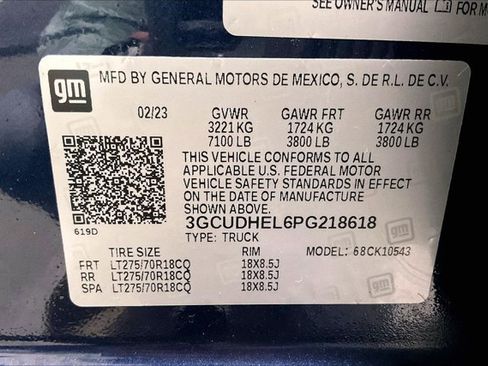 SEE OWNER'S MANUAL FOR M
gm
MFD BY GENERAL MOTORS DE MEXICO, S. DE R.L. DE C.V.
02/23 GVWR GAWR FRT GAWR RR
3221 KG 1724 KG 1724 KG
7100 LB 3800 LB 3800 LB
THIS VEHICLE CONFORMS TO ALL
APPLICABLE U.S. FEDERAL MOTOR
VEHICLE SAFETY STANDARDS IN EFFECT
ON THE DATE OF MANUFACTURE
SHOWN ABOVE.
619D
3GCUDHEL6PG218618
TYPE: TRUCK
TIRE SIZE RIM MODEL: 68CK10543
FRT LT275/70R18CQ 18X8.5J
RR LT275/70R18CQ 18X8.5J
SPA LT275/70R18CQ 18X8.5J